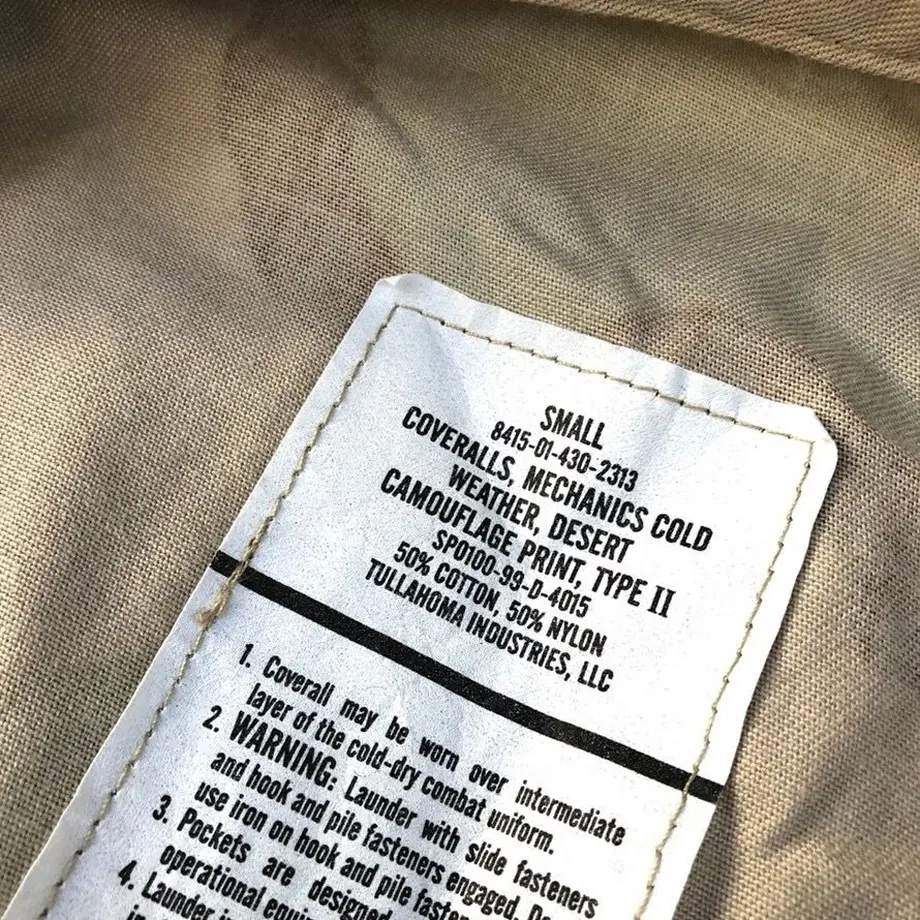 SMALL
8415-01-430-2313
COVERALLS, MECHANICS COLD
WEATHER, DESERT
CAMOUFLAGE PRINT, TYPE II
SPO100-99-D-4015
50% COTTON, 50% NYLON
TULLAHOMA INDUSTRIES, LLC
1. Coverall may be worn over intermediate
layer of the cold-dry combat uniform.
2. WARNING: Launder with slide fasteners
and hook and pile fasteners engaged. Do
use iron on hook and pile
3. Pockets are designed
operational
4. Launder